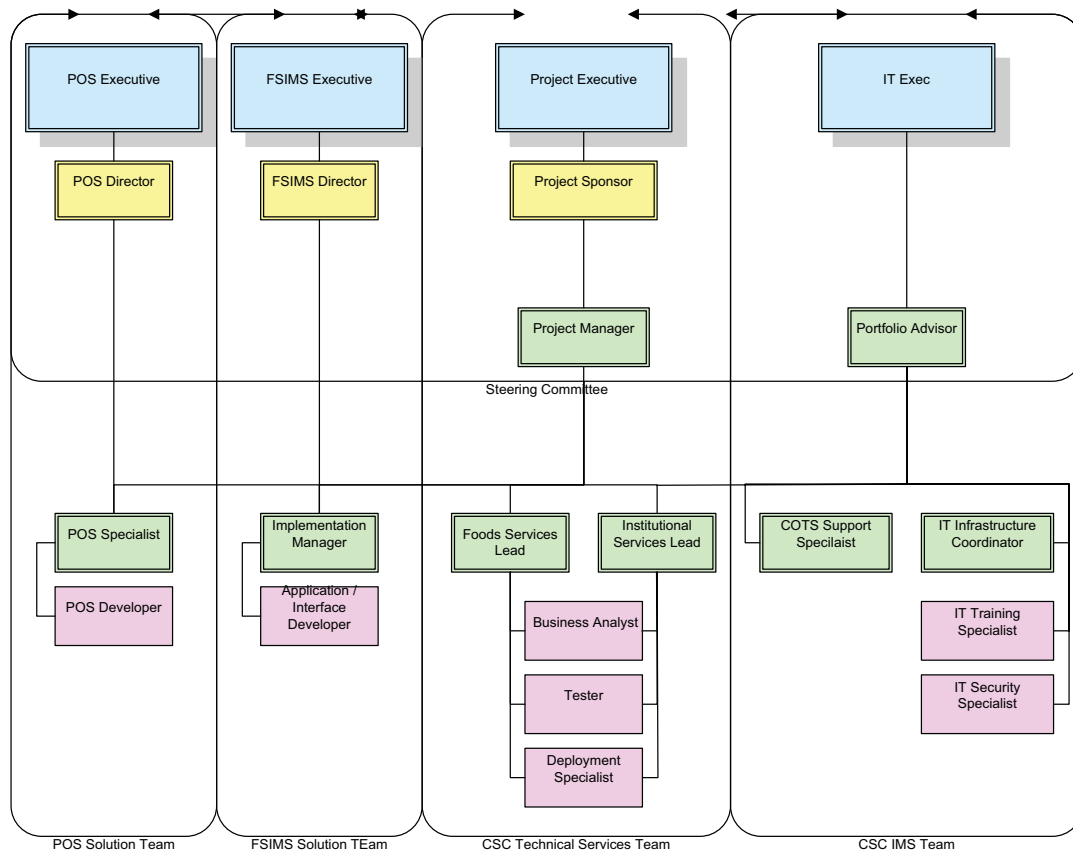 POS Executive
FSIMS Executive
Project Executive
IT Exec
POS Director
FSIMS Director
Project Sponsor
Project Manager
Portfolio Advisor
Steering Committee
POS Specialist
Implementation
Manager
Foods Services
Lead
Institutional
Services Lead
COTS Support
Specilaist
IT Infrastructure
Coordinator
POS Developer
Application /
Interface
Developer
Business Analyst
IT Training
Specialist
Tester
IT Security
Specialist
Deployment
Specialist
POS Solution Team
FSIMS Solution TEam
CSC Technical Services Team
CSC IMS Team